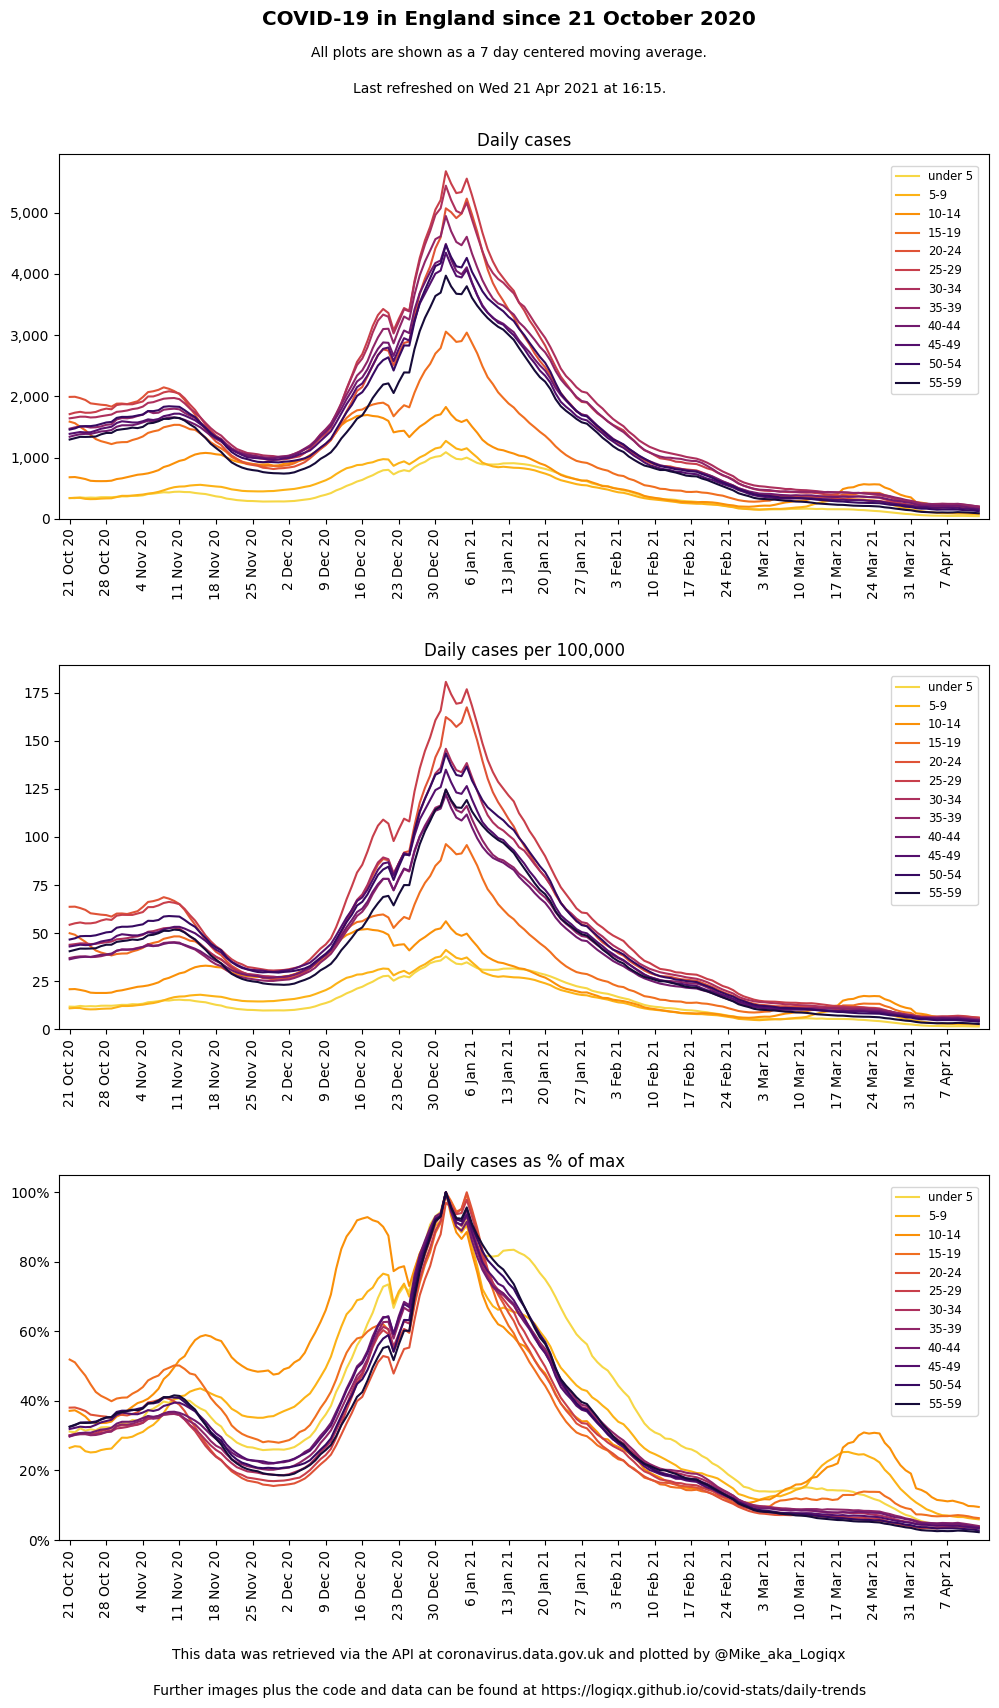 COVID-19 in England since 21 October 2020
All plots are shown as a 7 day centered moving average.
Last refreshed on Wed 21 Apr 2021 at 16:15.
Daily cases
5,000
4,000
3,000
2,000
1,000
0
under 5
5-9
10-14
15-19
20-24
25-29
30-34
35-39
40-44
45-49
50-54
55-59
21 Oct 20
28 Oct 20
4 Nov 20
11 Nov 20
18 Nov 20
25 Nov 20
2 Dec 20
9 Dec 20
16 Dec 20
23 Dec 20
30 Dec 20
6 Jan 21
13 Jan 21
20 Jan 21
27 Jan 21
3 Feb 21
10 Feb 21
17 Feb 21
24 Feb 21
3 Mar 21
10 Mar 21
17 Mar 21
24 Mar 21
31 Mar 21
7 Apr 21
Daily cases per 100,000
175
150
125
100
75
50
25
0
under 5
5-9
10-14
15-19
20-24
25-29
30-34
35-39
40-44
45-49
50-54
55-59
21 Oct 20
28 Oct 20
4 Nov 20
11 Nov 20
18 Nov 20
25 Nov 20
2 Dec 20
9 Dec 20
16 Dec 20
23 Dec 20
30 Dec 20
6 Jan 21
13 Jan 21
20 Jan 21
27 Jan 21
3 Feb 21
10 Feb 21
17 Feb 21
24 Feb 21
3 Mar 21
10 Mar 21
17 Mar 21
24 Mar 21
31 Mar 21
7 Apr 21
Daily cases as % of max
100%
80%
60%
40%
20%
0%
under 5
5-9
10-14
15-19
20-24
25-29
30-34
35-39
40-44
45-49
50-54
55-59
21 Oct 20
28 Oct 20
4 Nov 20
11 Nov 20
18 Nov 20
25 Nov 20
2 Dec 20
9 Dec 20
16 Dec 20
23 Dec 20
30 Dec 20
6 Jan 21
13 Jan 21
20 Jan 21
27 Jan 21
3 Feb 21
10 Feb 21
17 Feb 21
24 Feb 21
3 Mar 21
10 Mar 21
17 Mar 21
24 Mar 21
31 Mar 21
7 Apr 21
This data was retrieved via the API at coronavirus.data.gov.uk and plotted by @Mike_aka_Logiqx
Further images plus the code and data can be found at https://logiqx.github.io/covid-stats/daily-trends